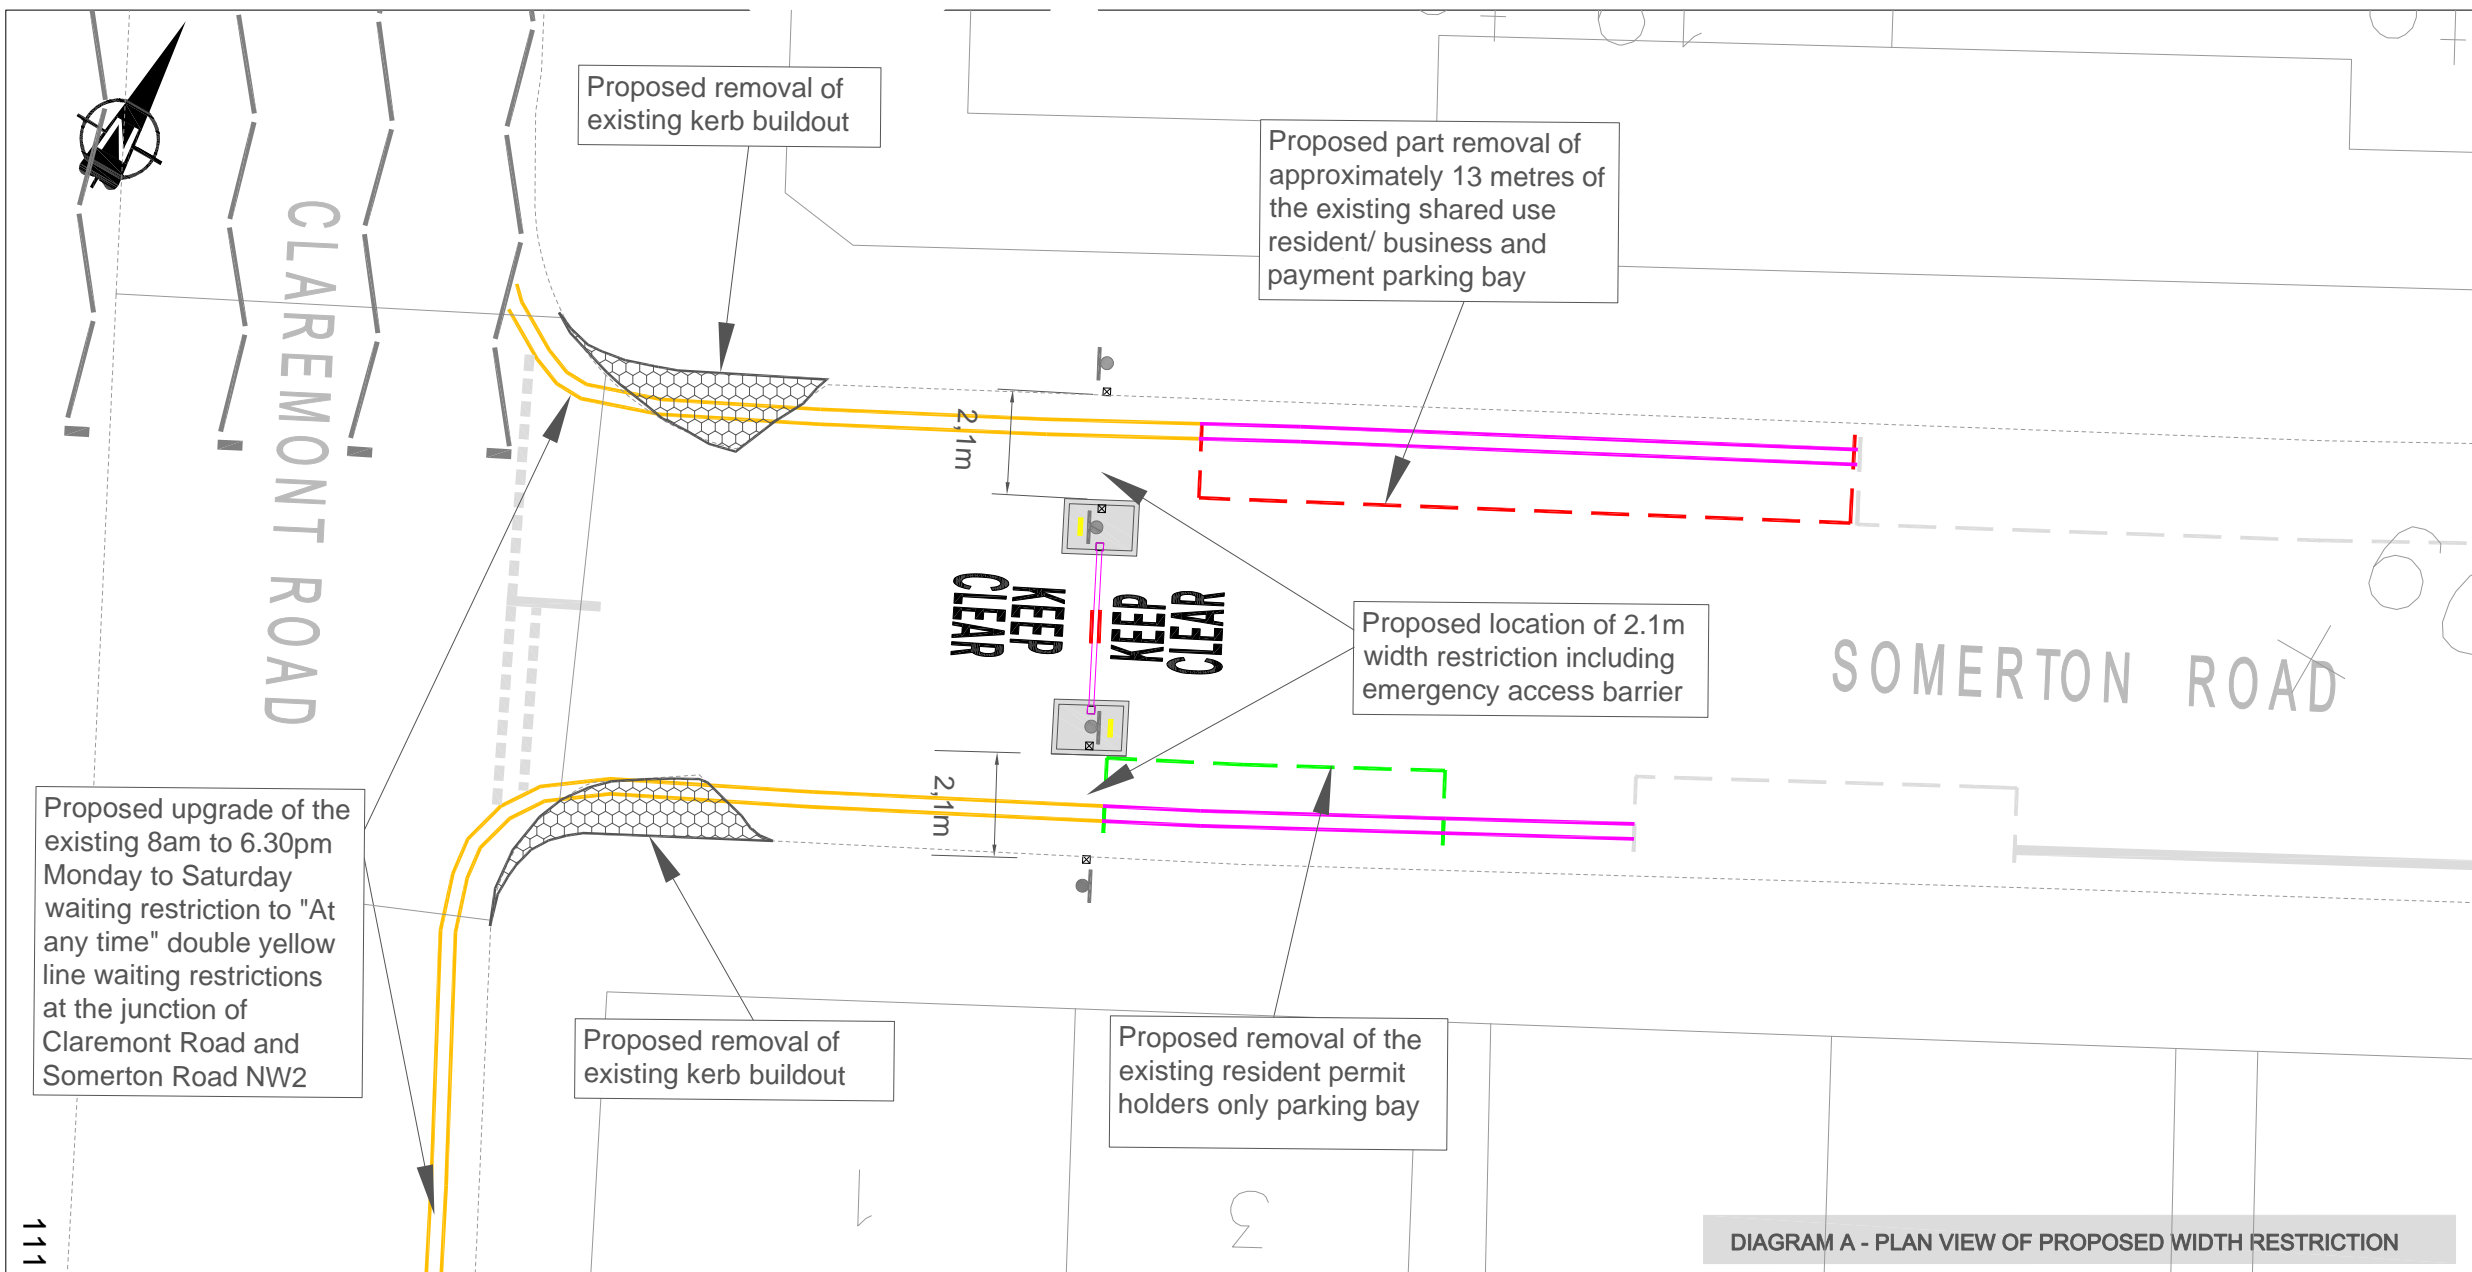 Proposed removal of
existing kerb buildout
Proposed part removal of
approximately 13 metres of
the existing shared use
resident/ business and
payment parking bay
N
CLAREMONT ROAD
2,1m
KEEP
CLEAR
KEEP
CLEAR
Proposed location of 2.1m
width restriction including
emergency access barrier
SOMERTON ROAD
2,1m
Proposed upgrade of the
existing 8am to 6.30pm
Monday to Saturday
waiting restriction to "At
any time" double yellow
line waiting restrictions
at the junction of
Claremont Road and
Somerton Road NW2
Proposed removal of
existing kerb buildout
Proposed removal of the
existing resident permit
holders only parking bay
111
1
3
DIAGRAM A - PLAN VIEW OF PROPOSED WIDTH RESTRICTION